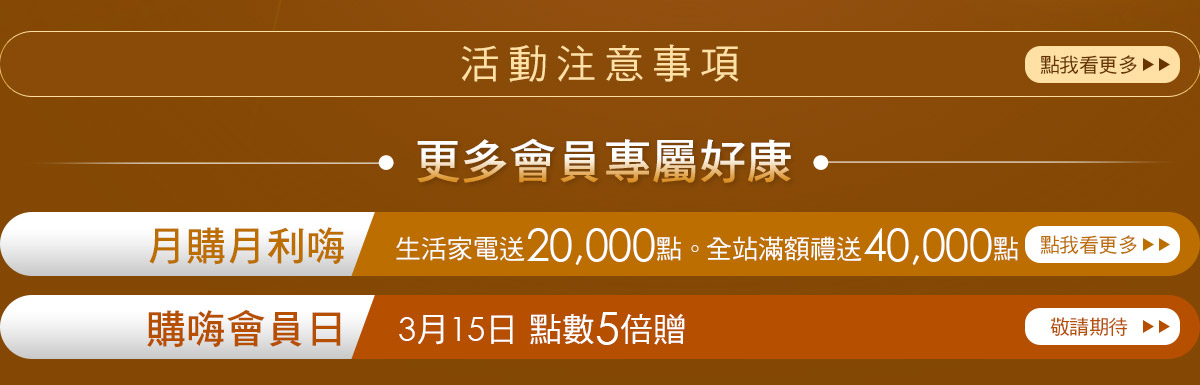 活動注意事項 點我看更多▶▶
更多會員專屬好康
月購月利嗨 生活家電送20,000點。全站滿額禮送40,000點 點我看更多▶▶
購嗨會員日 3月15日 點數5倍贈 敬請期待 ▶▶